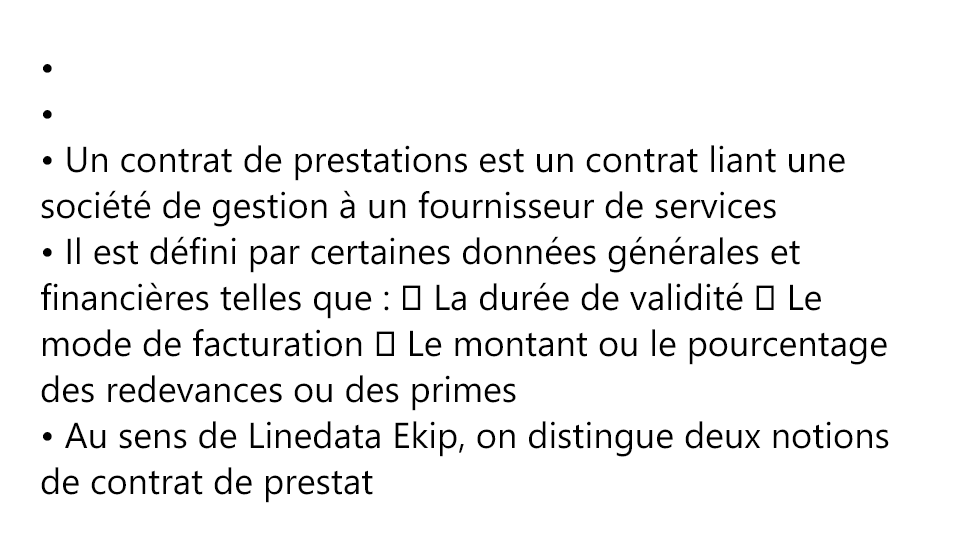 •
•
• Un contrat de prestations est un contrat liant une
société de gestion à un fournisseur de services
• Il est défini par certaines données générales et
financières telles que : ▯ La durée de validité ▯ Le
mode de facturation ▯ Le montant ou le pourcentage
des redevances ou des primes
• Au sens de Linedata Ekip, on distingue deux notions
de contrat de prestat